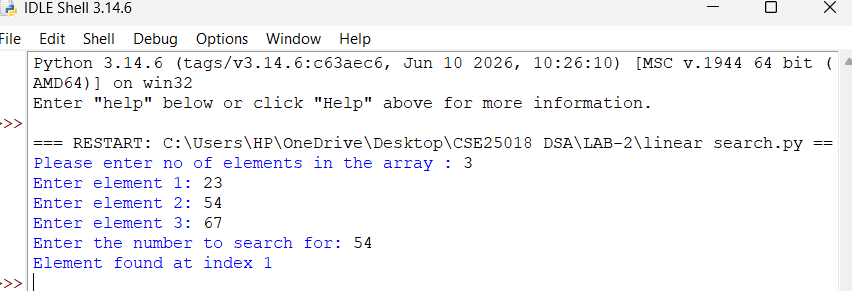 IDLE Shell 3.14.6
File Edit Shell Debug Options Window Help
Python 3.14.6 (tags/v3.14.6:c63aec6, Jun 10 2026, 10:26:10) [MSC v.1944 64 bit (
AMD64)] on win32
Enter "help" below or click "Help" above for more information.
>>>
=== RESTART: C:\Users\HP\OneDrive\Desktop\CSE25018 DSA\LAB-2\linear search.py ==
Please enter no of elements in the array : 3
Enter element 1: 23
Enter element 2: 54
Enter element 3: 67
Enter the number to search for: 54
Element found at index 1
>>>